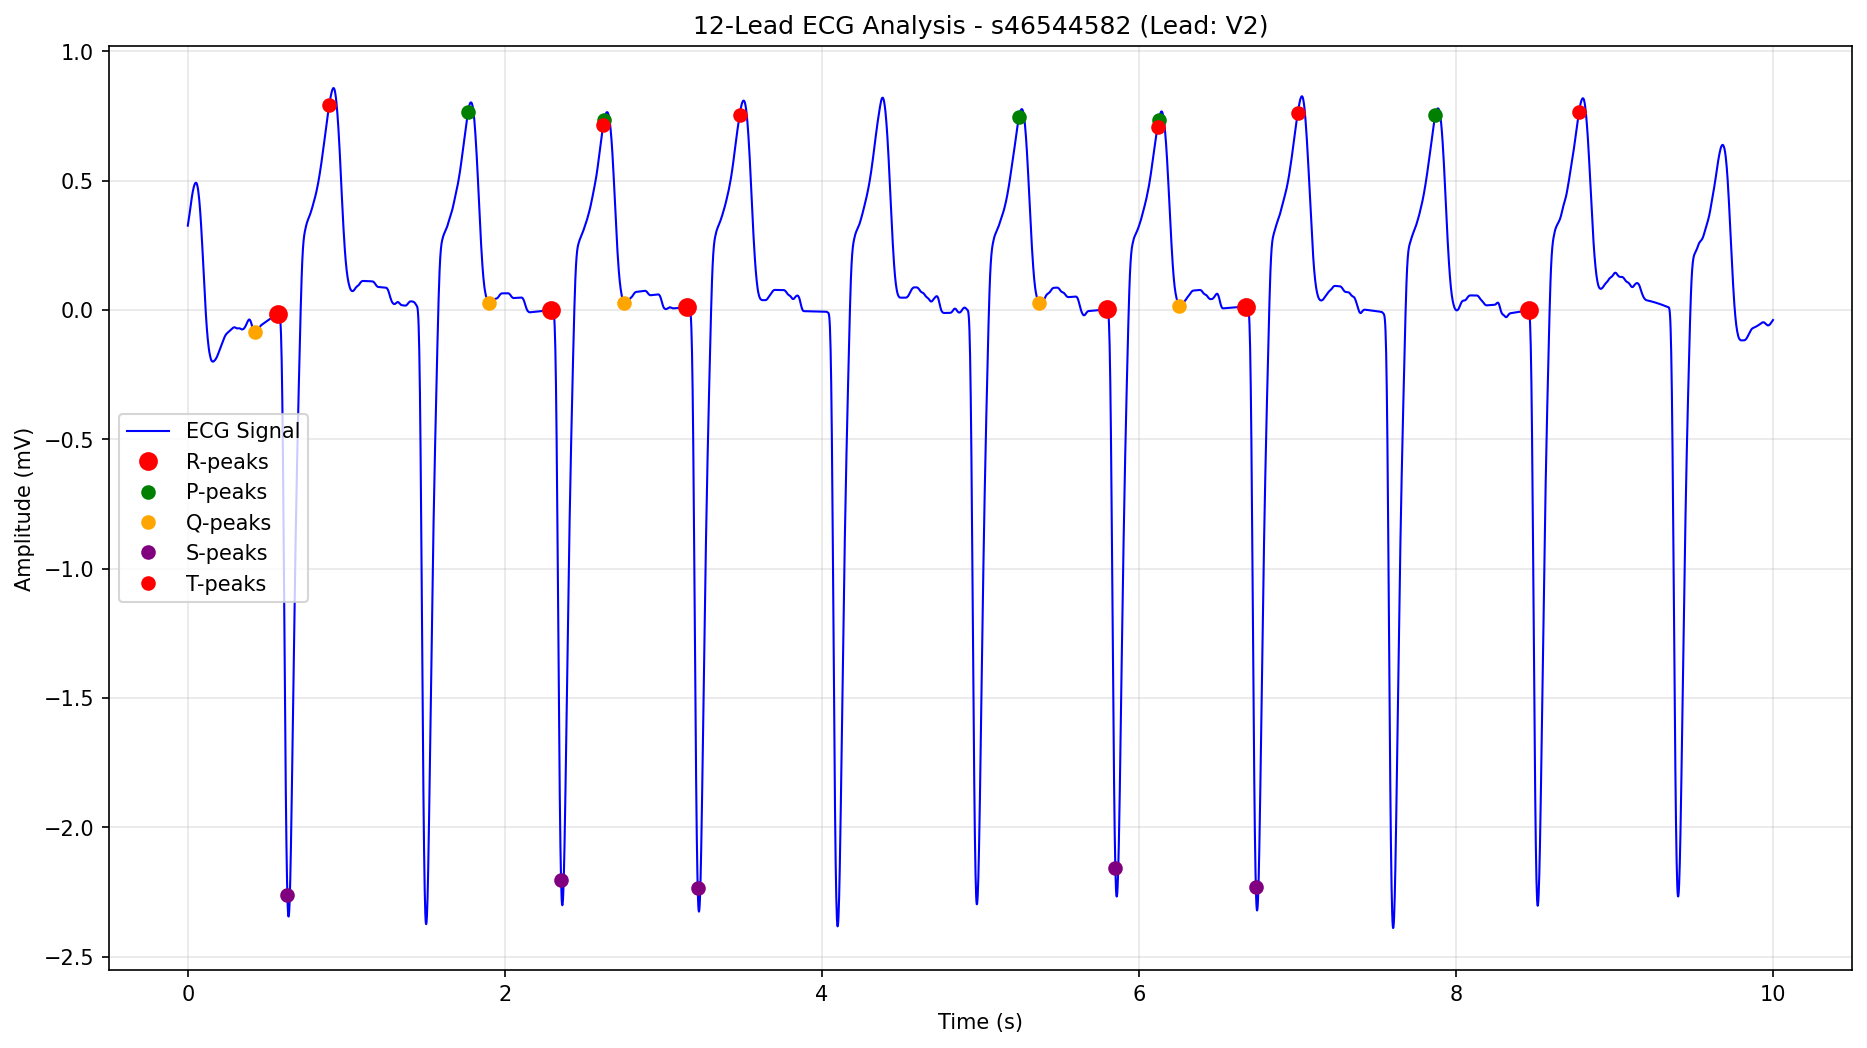 12-Lead ECG Analysis - s46544582 (Lead: V2)
1.0
0.5
0.0
−0.5
−1.0
−1.5
−2.0
−2.5
Amplitude (mV)
ECG Signal
R-peaks
P-peaks
Q-peaks
S-peaks
T-peaks
0 2 4 6 8 10
Time (s)